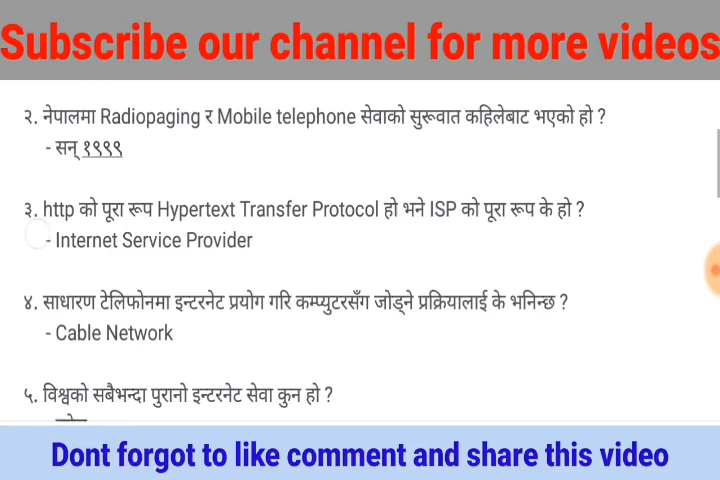 Subscribe our channel for more videos
२. नेपालमा Radiopaging र Mobile telephone सेवाको सुरूवात कहिलेबाट भएको हो ?
- सन् १९९९
३. http को पूरा रूप Hypertext Transfer Protocol हो भने ISP को पूरा रूप के हो ?
- Internet Service Provider
४. साधारण टेलिफोनमा इन्टरनेट प्रयोग गरि कम्प्युटरसँग जोड्ने प्रक्रियालाई के भनिन्छ ?
- Cable Network
५. विश्वको सबैभन्दा पुरानो इन्टरनेट सेवा कुन हो ?
Dont forgot to like comment and share this video